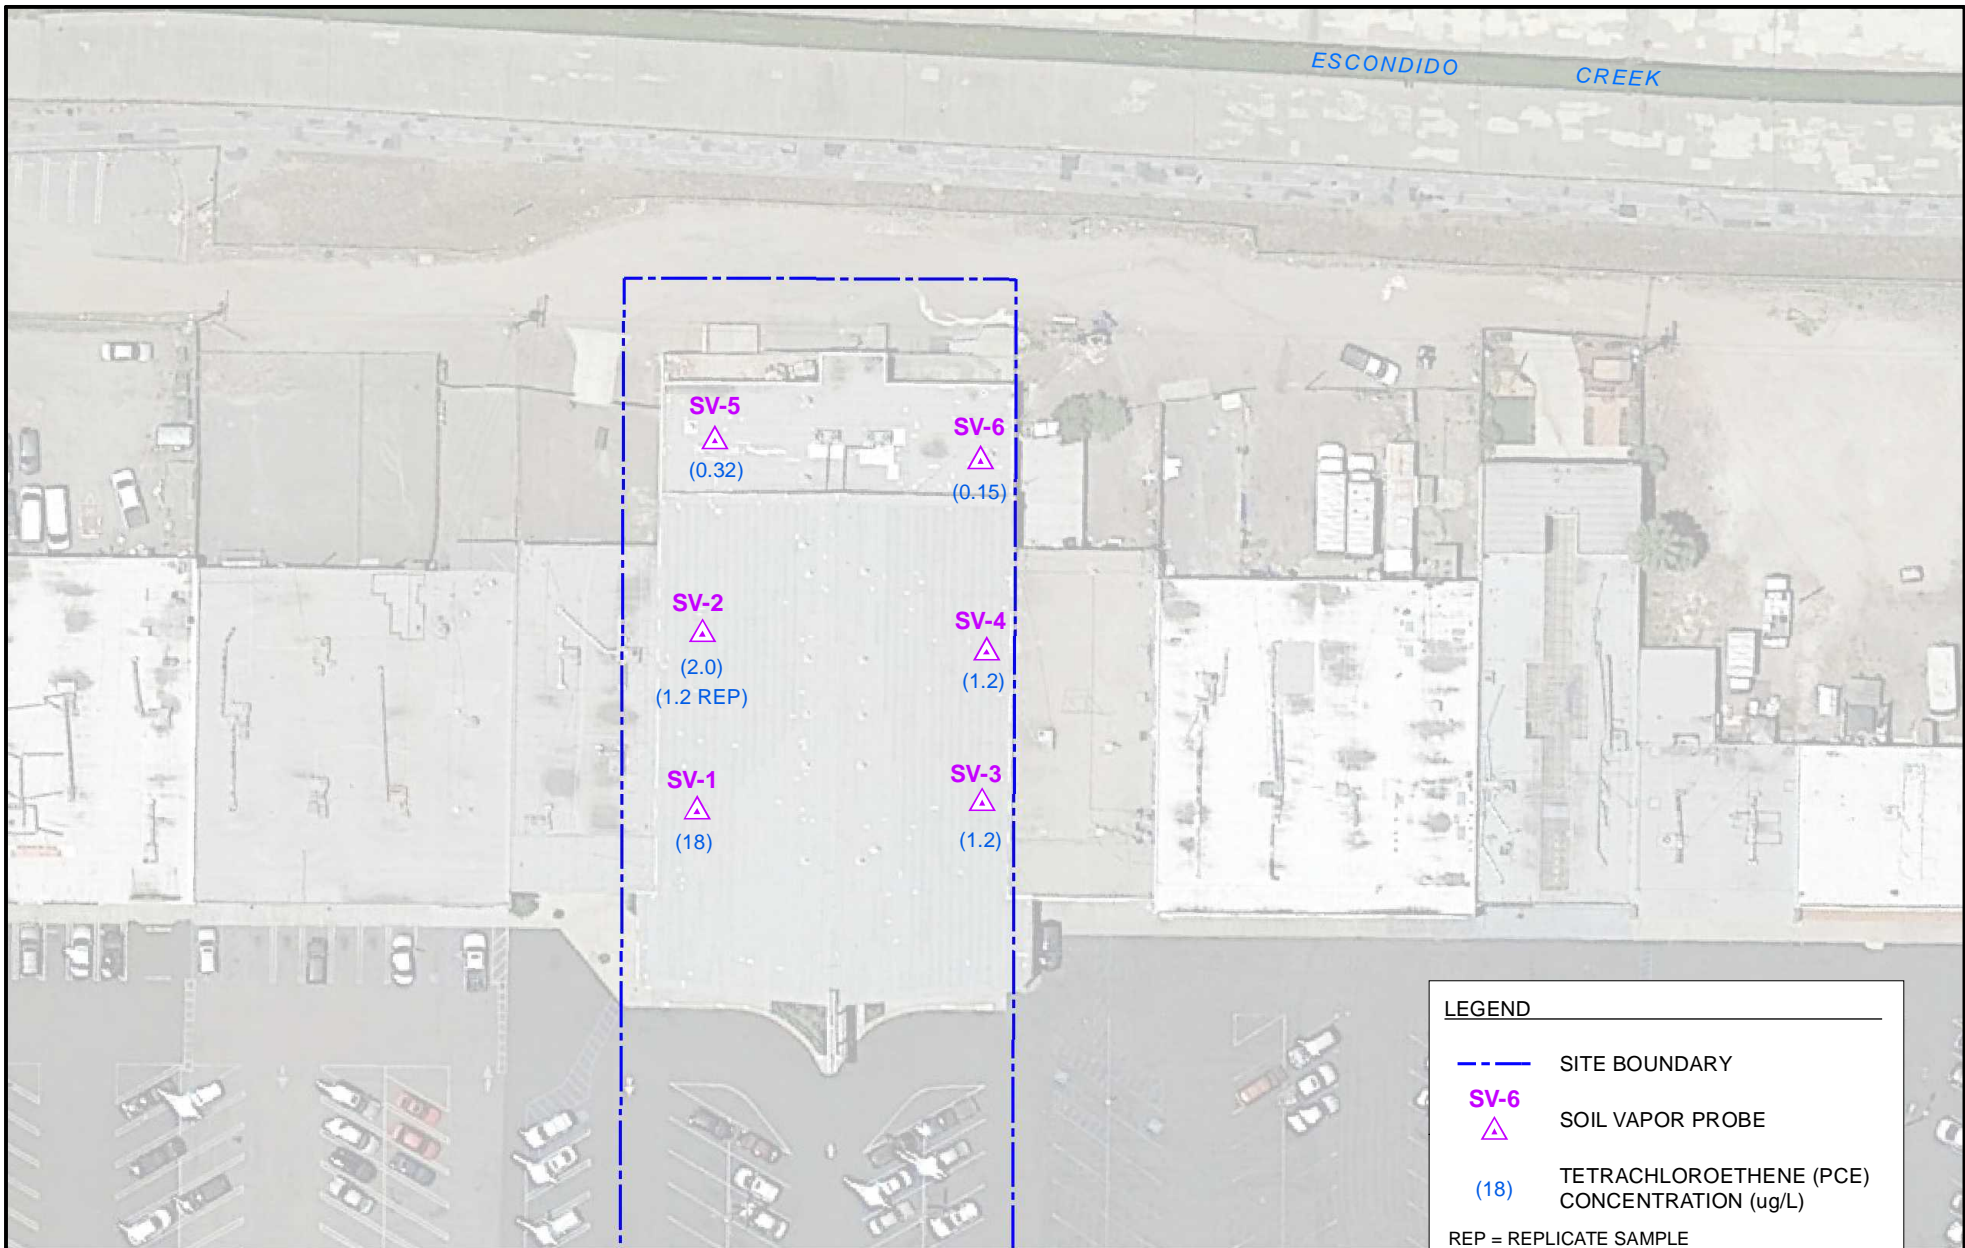 ESCONDIDO CREEK
SV-5
(0.32)
SV-6
(0.15)
SV-2
(2.0)
(1.2 REP)
SV-4
(1.2)
SV-1
(18)
SV-3
(1.2)
LEGEND
SITE BOUNDARY
SV-6
SOIL VAPOR PROBE
(18)
TETRACHLOROETHENE (PCE)
CONCENTRATION (ug/L)
REP = REPLICATE SAMPLE